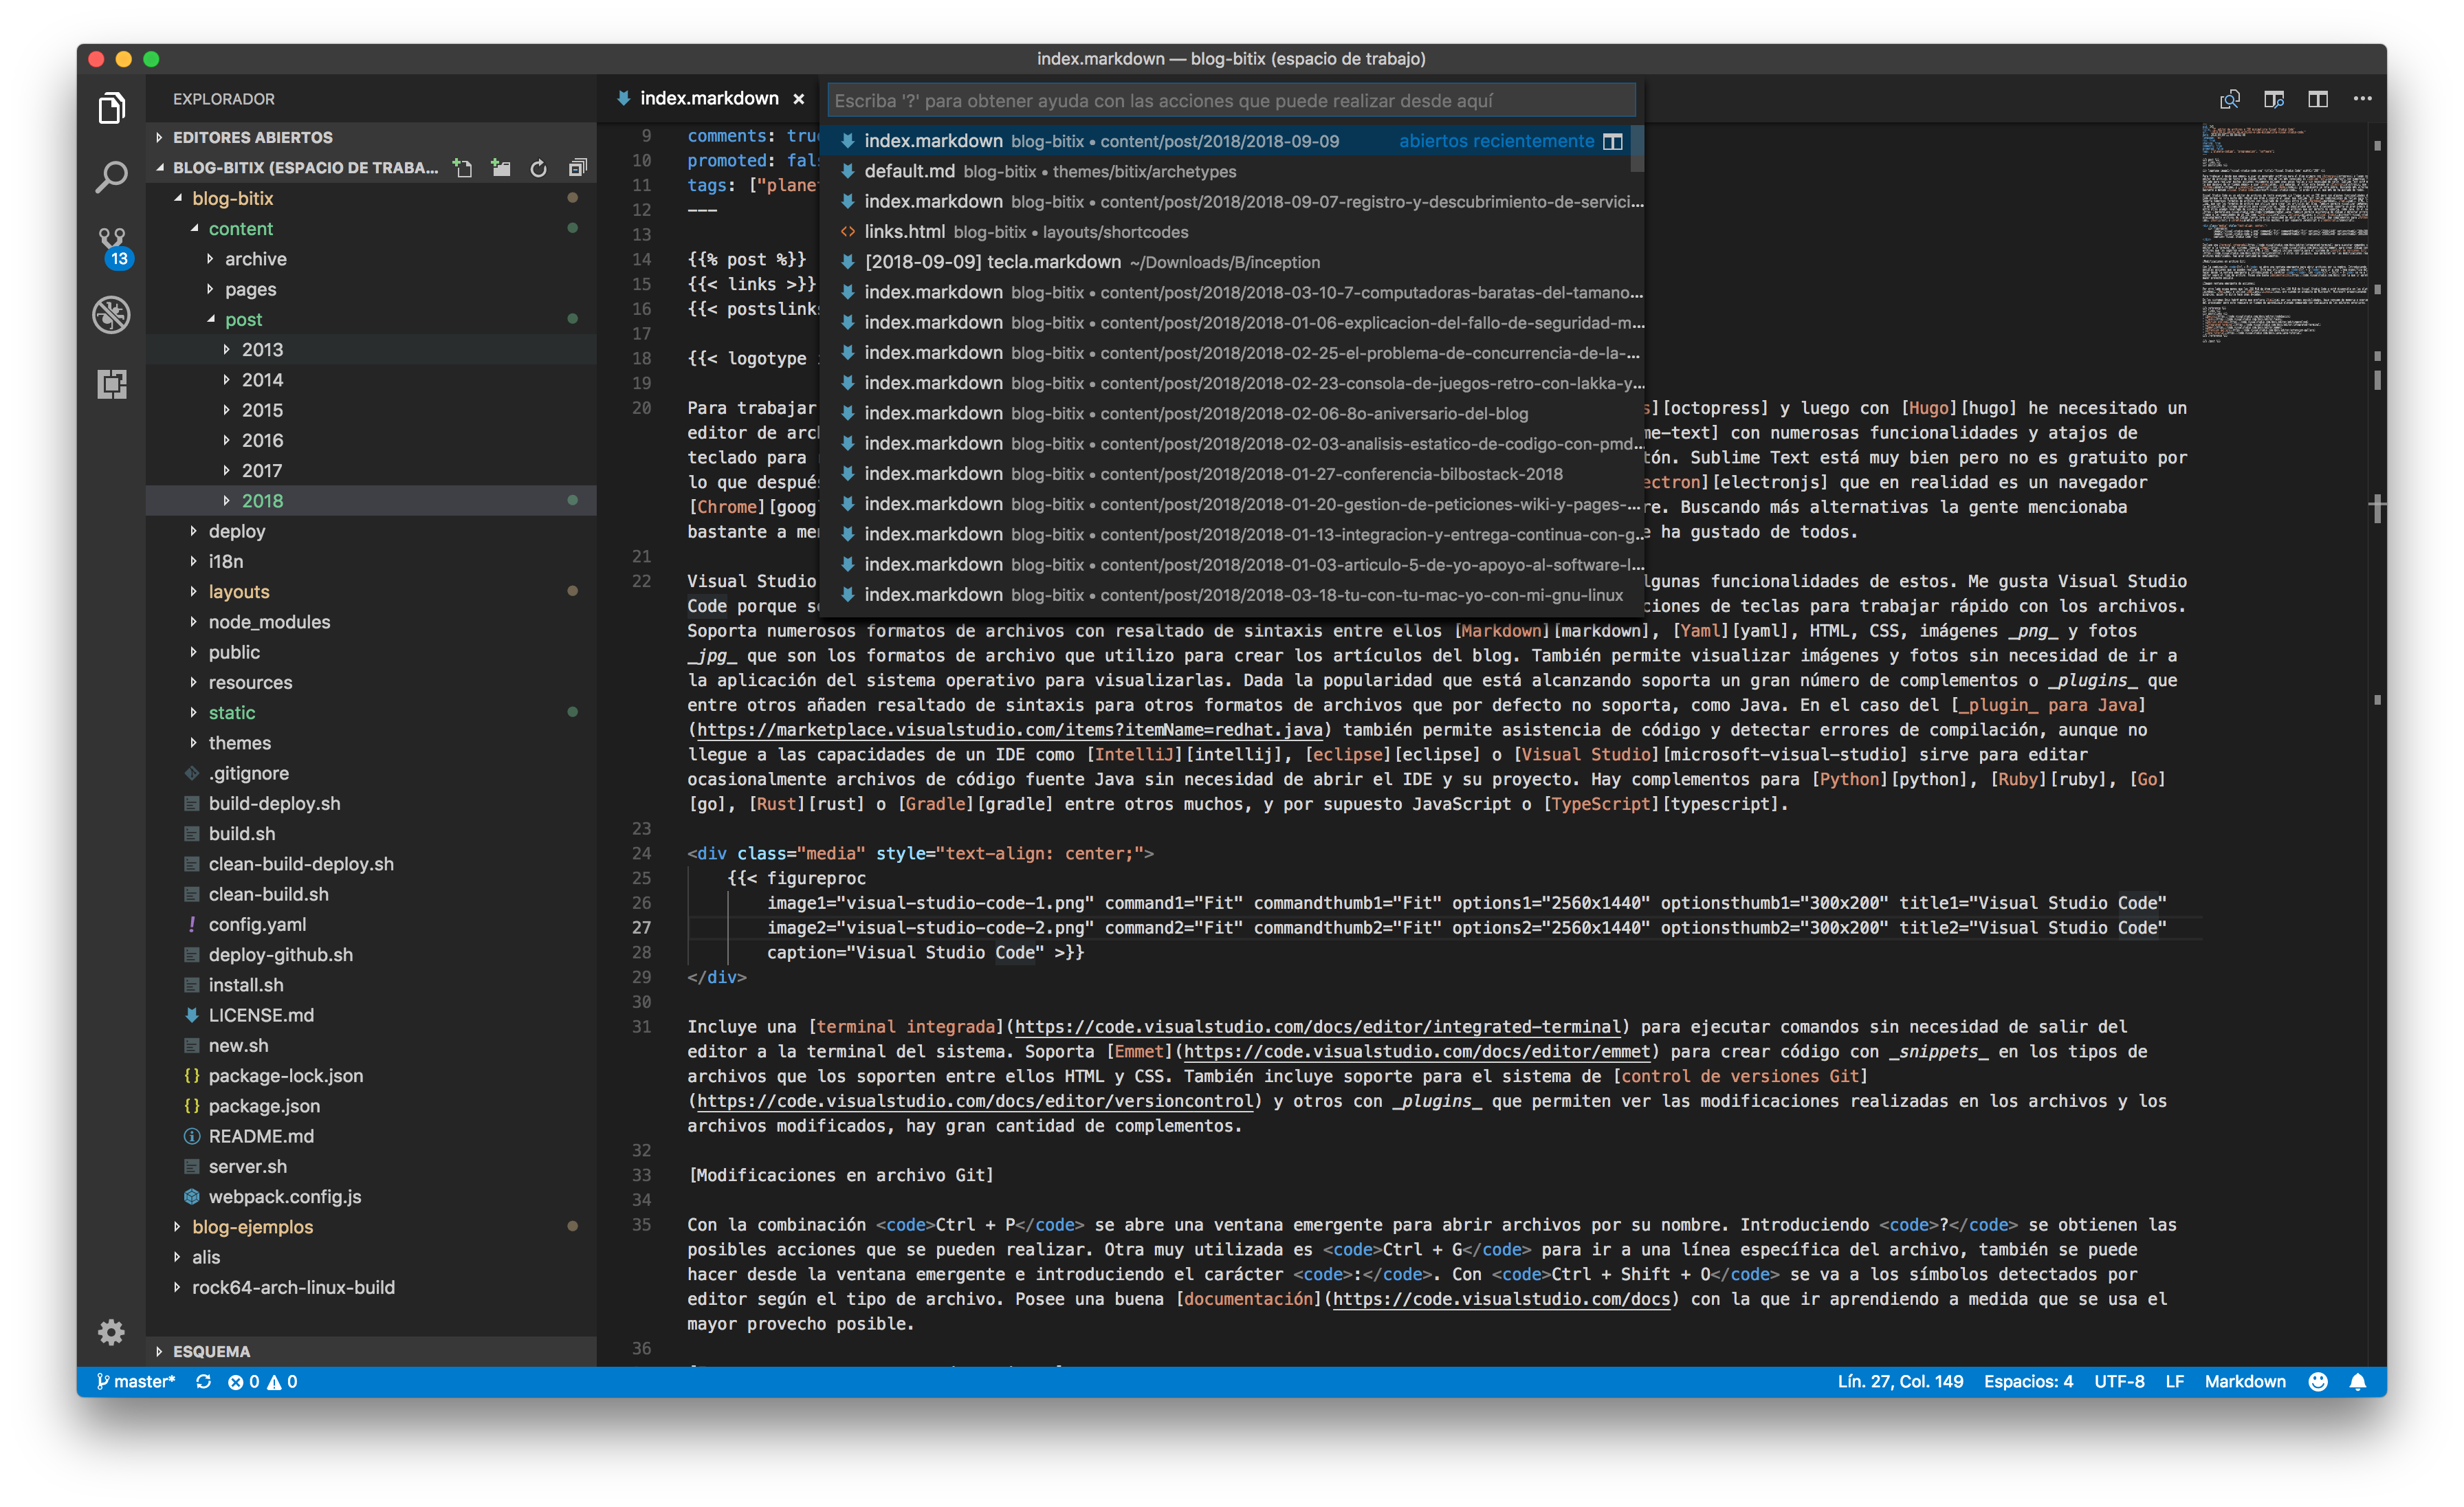 index.markdown — blog-bitix (espacio de trabajo)
EXPLORADOR
EDITORES ABIERTOS
BLOG-BITIX (ESPACIO DE TRABA...
blog-bitix
content
archive
pages
post
2013
2014
2015
2016
2017
2018
deploy
i18n
layouts
node_modules
public
resources
static
themes
.gitignore
build-deploy.sh
build.sh
clean-build-deploy.sh
clean-build.sh
config.yaml
deploy-github.sh
install.sh
LICENSE.md
new.sh
package-lock.json
package.json
README.md
server.sh
webpack.config.js
blog-ejemplos
alis
rock64-arch-linux-build
ESQUEMA
13
index.markdown
Escriba '?' para obtener ayuda con las acciones que puede realizar desde aquí
index.markdown blog-bitix • content/post/2018/2018-09-09 abiertos recientemente
default.md blog-bitix • themes/bitix/archetypes
index.markdown blog-bitix • content/post/2018/2018-09-07-registro-y-descubrimiento-de-servici...
links.html blog-bitix • layouts/shortcodes
[2018-09-09] tecla.markdown ~/Downloads/B/inception
index.markdown blog-bitix • content/post/2018/2018-03-10-7-computadoras-baratas-del-tamano...
index.markdown blog-bitix • content/post/2018/2018-01-06-explicacion-del-fallo-de-seguridad-m...
index.markdown blog-bitix • content/post/2018/2018-02-25-el-problema-de-concurrencia-de-la-...
index.markdown blog-bitix • content/post/2018/2018-02-23-consola-de-juegos-retro-con-lakka-y...
index.markdown blog-bitix • content/post/2018/2018-02-06-8o-aniversario-del-blog
index.markdown blog-bitix • content/post/2018/2018-02-03-analisis-estatico-de-codigo-con-pmd...
index.markdown blog-bitix • content/post/2018/2018-01-27-conferencia-bilbostack-2018
index.markdown blog-bitix • content/post/2018/2018-01-20-gestion-de-peticiones-wiki-y-pages-...
index.markdown blog-bitix • content/post/2018/2018-01-13-integracion-y-entrega-continua-con-g...
index.markdown blog-bitix • content/post/2018/2018-01-03-articulo-5-de-yo-apoyo-al-software-l...
index.markdown blog-bitix • content/post/2018/2018-03-18-tu-con-tu-mac-yo-con-mi-gnu-linux
9 comments: true
10 promoted: fals
11 tags: ["planet
12 ---
13
14 {{% post %}}
15 {{< links >}}
16 {{< postslinks
17
18 {{< logotype
19
20 Para trabajar s][octopress] y luego con [Hugo][hugo] he necesitado un
editor de arc me-text] con numerosas funcionalidades y atajos de
teclado para tón. Sublime Text está muy bien pero no es gratuito por
lo que después ectron][electronjs] que en realidad es un navegador
[Chrome][goog re. Buscando más alternativas la gente mencionaba
bastante a me e ha gustado de todos.
21
22 Visual Studio lgunas funcionalidades de estos. Me gusta Visual Studio
Code porque s ciones de teclas para trabajar rápido con los archivos.
Soporta numerosos formatos de archivos con resaltado de sintaxis entre ellos [Markdown][markdown], [Yaml][yaml], HTML, CSS, imágenes _png_ y fotos
_jpg_ que son los formatos de archivo que utilizo para crear los artículos del blog. También permite visualizar imágenes y fotos sin necesidad de ir a
la aplicación del sistema operativo para visualizarlas. Dada la popularidad que está alcanzando soporta un gran número de complementos o _plugins_ que
entre otros añaden resaltado de sintaxis para otros formatos de archivos que por defecto no soporta, como Java. En el caso del [_plugin_ para Java]
(https://marketplace.visualstudio.com/items?itemName=redhat.java) también permite asistencia de código y detectar errores de compilación, aunque no
llegue a las capacidades de un IDE como [IntelliJ][intellij], [eclipse][eclipse] o [Visual Studio][microsoft-visual-studio] sirve para editar
ocasionalmente archivos de código fuente Java sin necesidad de abrir el IDE y su proyecto. Hay complementos para [Python][python], [Ruby][ruby], [Go]
[go], [Rust][rust] o [Gradle][gradle] entre otros muchos, y por supuesto JavaScript o [TypeScript][typescript].
23
24 <div class="media" style="text-align: center;">
25 {{< figureproc
26 image1="visual-studio-code-1.png" command1="Fit" commandthumb1="Fit" options1="2560x1440" optionsthumb1="300x200" title1="Visual Studio Code"
27 image2="visual-studio-code-2.png" command2="Fit" commandthumb2="Fit" options2="2560x1440" optionsthumb2="300x200" title2="Visual Studio Code"
28 caption="Visual Studio Code" >}}
29 </div>
30
31 Incluye una [terminal integrada](https://code.visualstudio.com/docs/editor/integrated-terminal) para ejecutar comandos sin necesidad de salir del
editor a la terminal del sistema. Soporta [Emmet](https://code.visualstudio.com/docs/editor/emmet) para crear código con _snippets_ en los tipos de
archivos que los soporten entre ellos HTML y CSS. También incluye soporte para el sistema de [control de versiones Git]
(https://code.visualstudio.com/docs/editor/versioncontrol) y otros con _plugins_ que permiten ver las modificaciones realizadas en los archivos y los
archivos modificados, hay gran cantidad de complementos.
32
33 [Modificaciones en archivo Git]
34
35 Con la combinación <code>Ctrl + P</code> se abre una ventana emergente para abrir archivos por su nombre. Introduciendo <code>?</code> se obtienen las
posibles acciones que se pueden realizar. Otra muy utilizada es <code>Ctrl + G</code> para ir a una línea específica del archivo, también se puede
hacer desde la ventana emergente e introduciendo el carácter <code>:</code>. Con <code>Ctrl + Shift + O</code> se va a los símbolos detectados por
editor según el tipo de archivo. Posee una buena [documentación](https://code.visualstudio.com/docs) con la que ir aprendiendo a medida que se usa el
mayor provecho posible.
36
master* 0 0 Lín. 27, Col. 149 Espacios: 4 UTF-8 LF Markdown